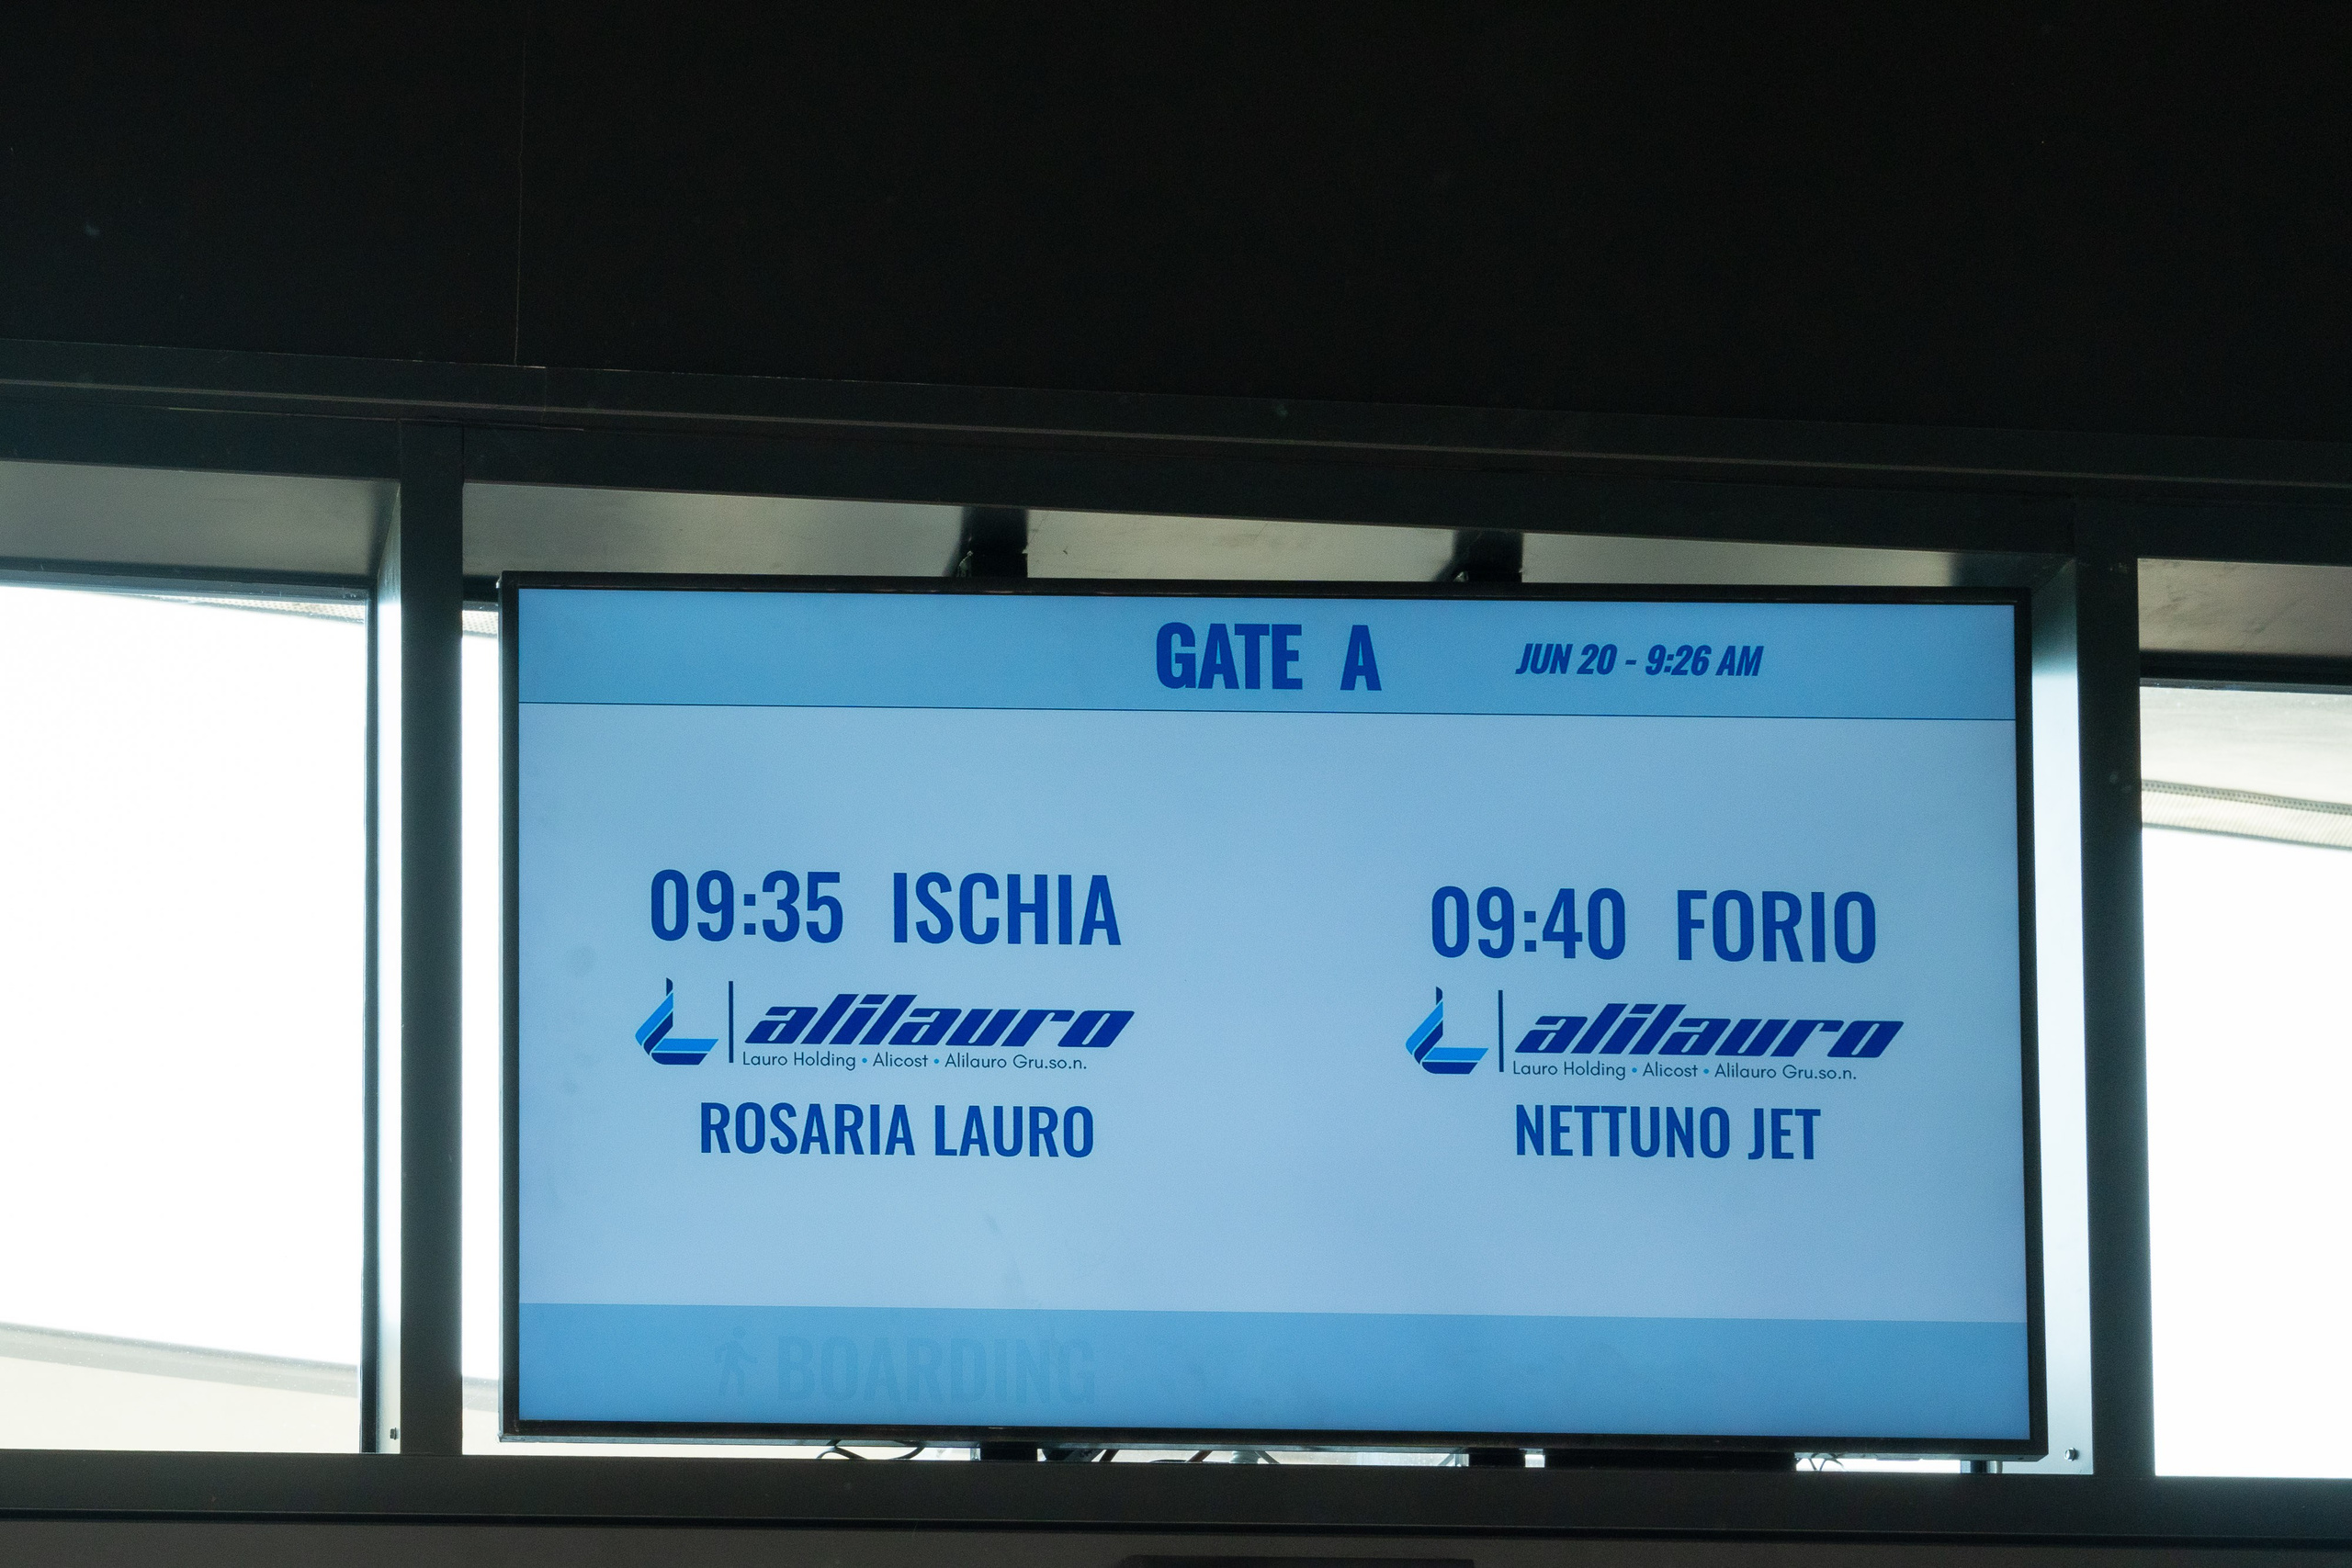 GATE A
JUN 20 - 9:26 AM
09:35 ISCHIA
alilauro
Lauro Holding • Alicost • Alilauro Gru.so.n.
ROSARIA LAURO
09:40 FORIO
alilauro
Lauro Holding • Alicost • Alilauro Gru.so.n.
NETTUNO JET
BOARDING